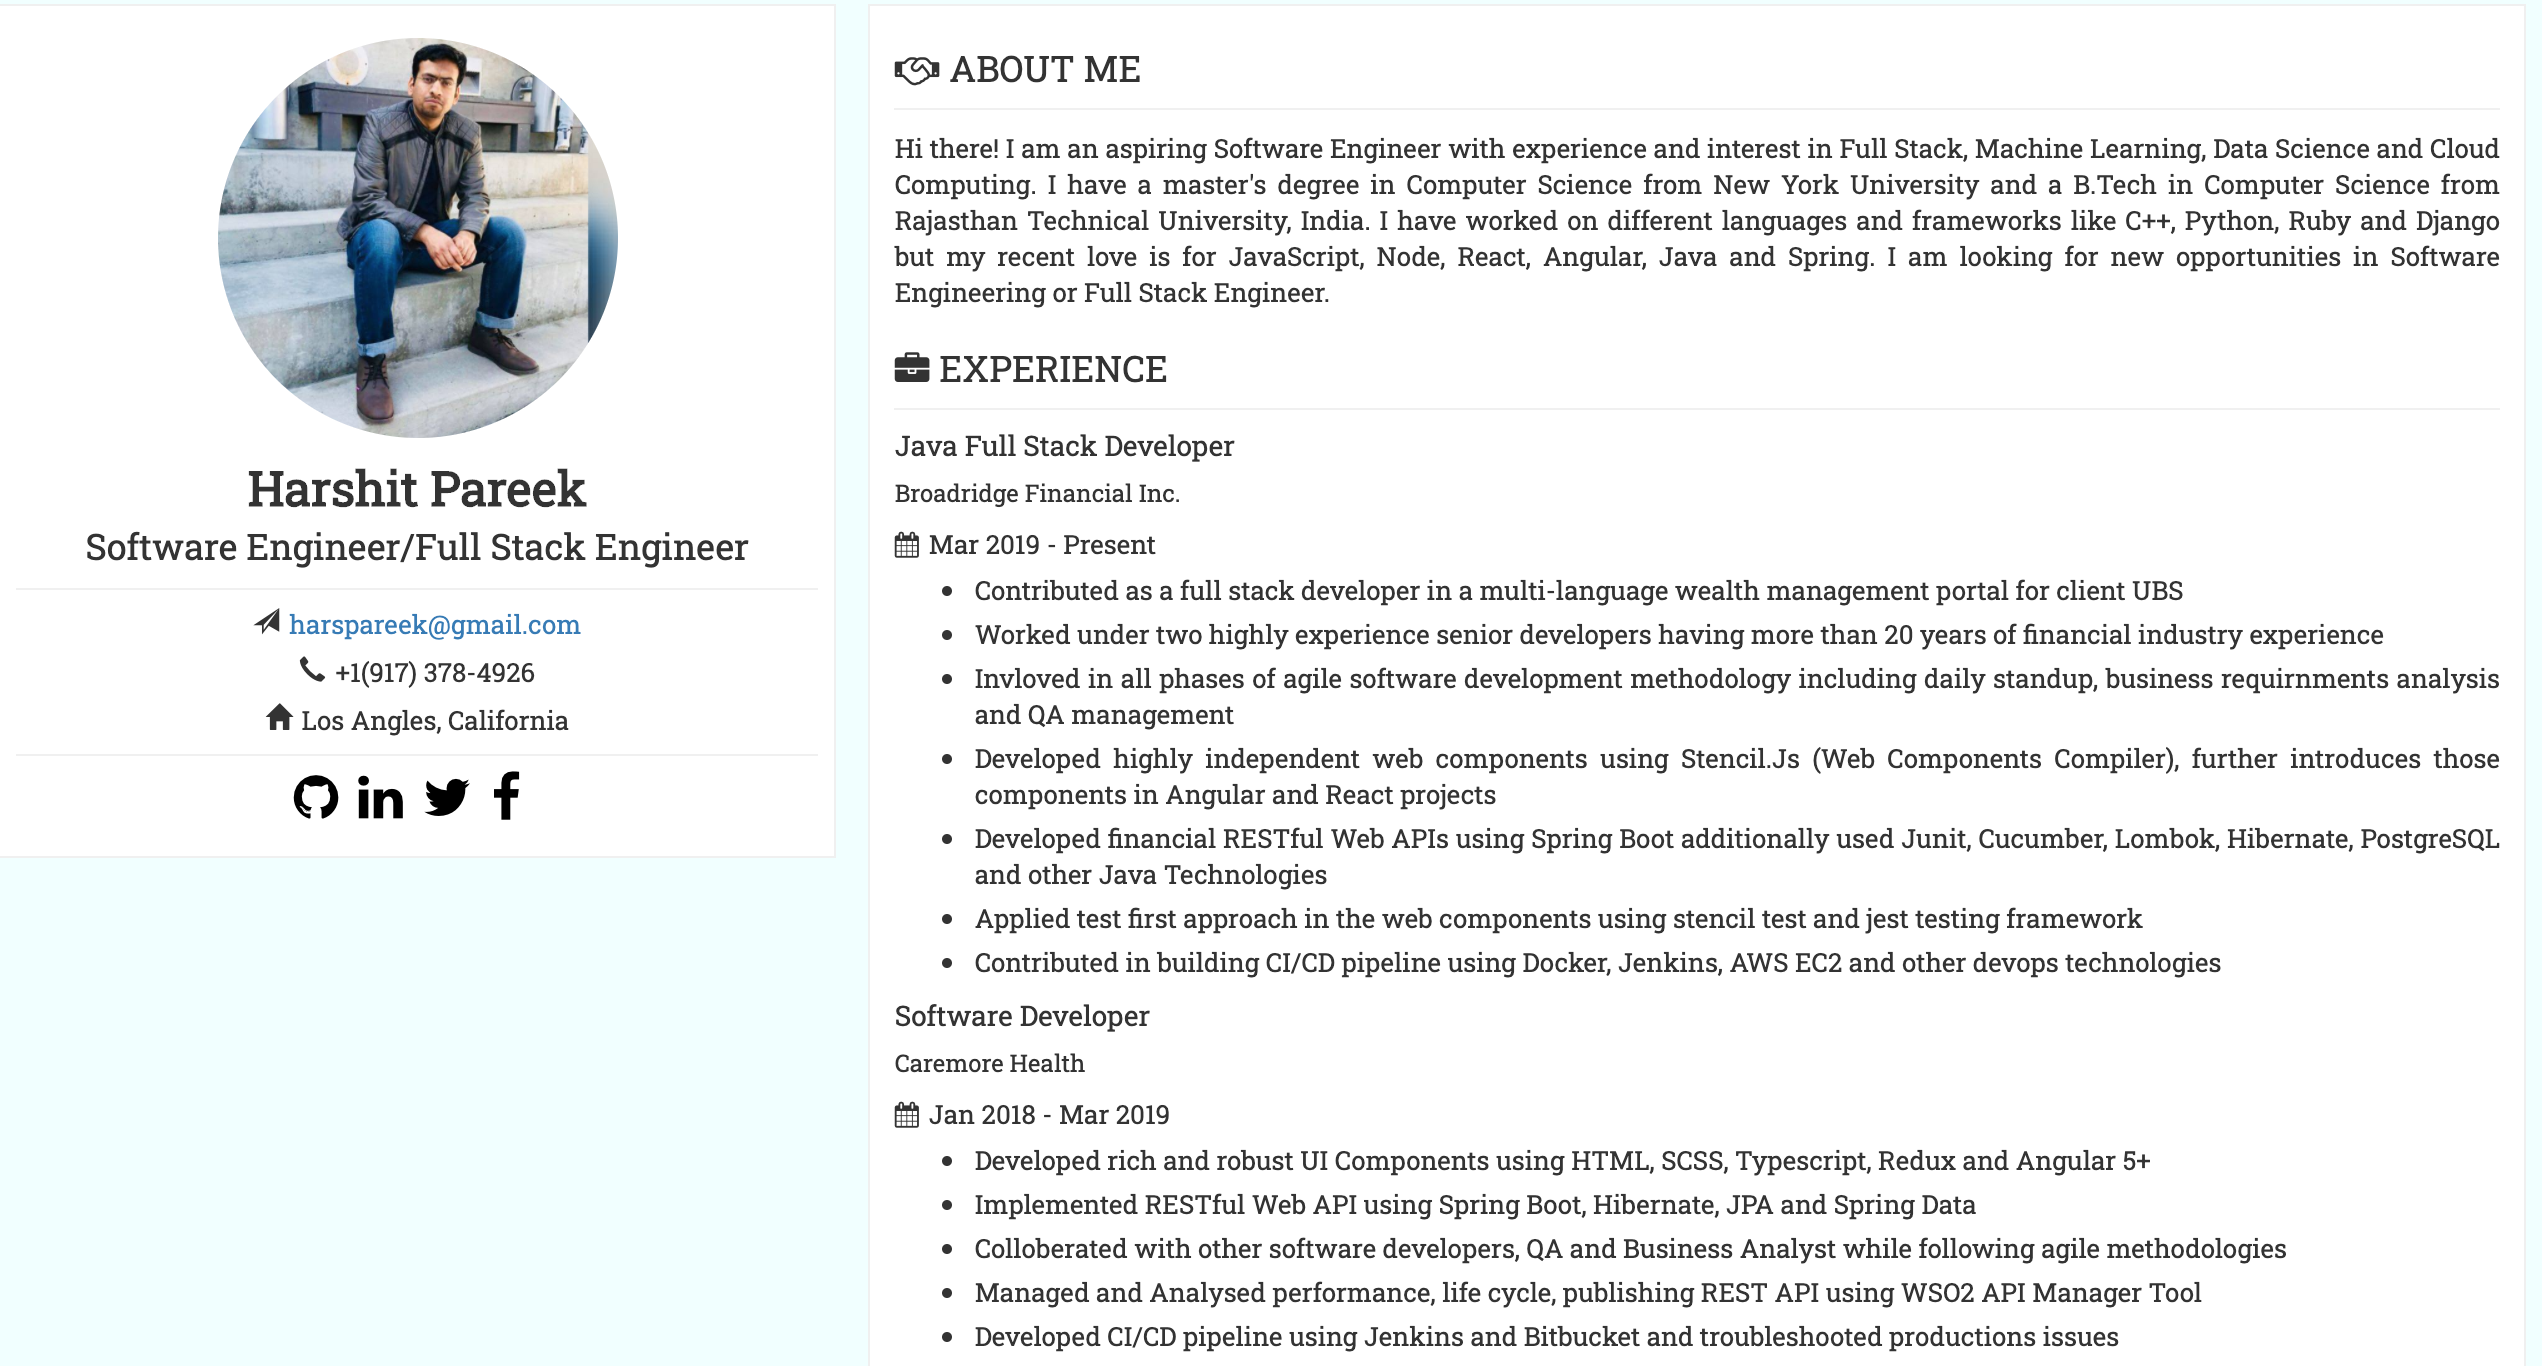 Harshit Pareek
Software Engineer/Full Stack Engineer
harspareek@gmail.com
+1(917) 378-4926
Los Angles, California
ABOUT ME
Hi there! I am an aspiring Software Engineer with experience and interest in Full Stack, Machine Learning, Data Science and Cloud
Computing. I have a master's degree in Computer Science from New York University and a B.Tech in Computer Science from
Rajasthan Technical University, India. I have worked on different languages and frameworks like C++, Python, Ruby and Django
but my recent love is for JavaScript, Node, React, Angular, Java and Spring. I am looking for new opportunities in Software
Engineering or Full Stack Engineer.
EXPERIENCE
Java Full Stack Developer
Broadridge Financial Inc.
Mar 2019 - Present
• Contributed as a full stack developer in a multi-language wealth management portal for client UBS
• Worked under two highly experience senior developers having more than 20 years of financial industry experience
• Invloved in all phases of agile software development methodology including daily standup, business requirnments analysis
and QA management
• Developed highly independent web components using Stencil.Js (Web Components Compiler), further introduces those
components in Angular and React projects
• Developed financial RESTful Web APIs using Spring Boot additionally used Junit, Cucumber, Lombok, Hibernate, PostgreSQL
and other Java Technologies
• Applied test first approach in the web components using stencil test and jest testing framework
• Contributed in building CI/CD pipeline using Docker, Jenkins, AWS EC2 and other devops technologies
Software Developer
Caremore Health
Jan 2018 - Mar 2019
• Developed rich and robust UI Components using HTML, SCSS, Typescript, Redux and Angular 5+
• Implemented RESTful Web API using Spring Boot, Hibernate, JPA and Spring Data
• Colloberated with other software developers, QA and Business Analyst while following agile methodologies
• Managed and Analysed performance, life cycle, publishing REST API using WSO2 API Manager Tool
• Developed CI/CD pipeline using Jenkins and Bitbucket and troubleshooted productions issues